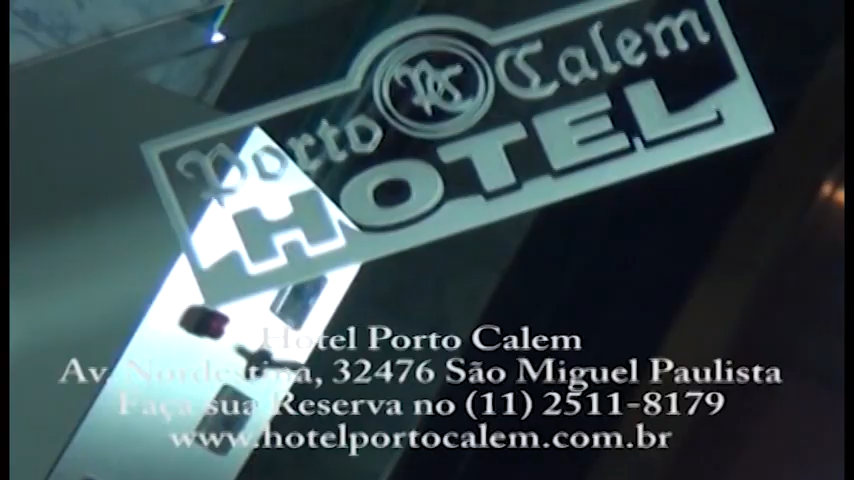 Porto PC Calem
HOTEL
Hotel Porto Calem
Av. Nordestina, 32476 São Miguel Paulista
Faça sua Reserva no (11) 2511-8179
www.hotelportocalem.com.br